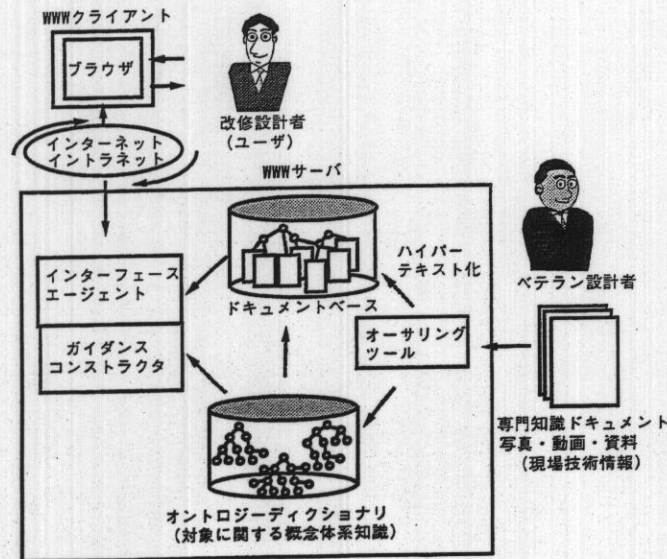 WWWクライアント
ブラウザ
改修設計者
(ユーザ)
インターネット
イントラネット
WWWサーバ
ハイパー
テキスト化
ベテラン設計者
インターフェース
エージェント
ドキュメントベース
オーサリング
ツール
ガイダンス
コンストラクタ
専門知識ドキュメント
写真・動画・資料
(現場技術情報)
オントロジーディクショナリ
(対象に関する概念体系知識)